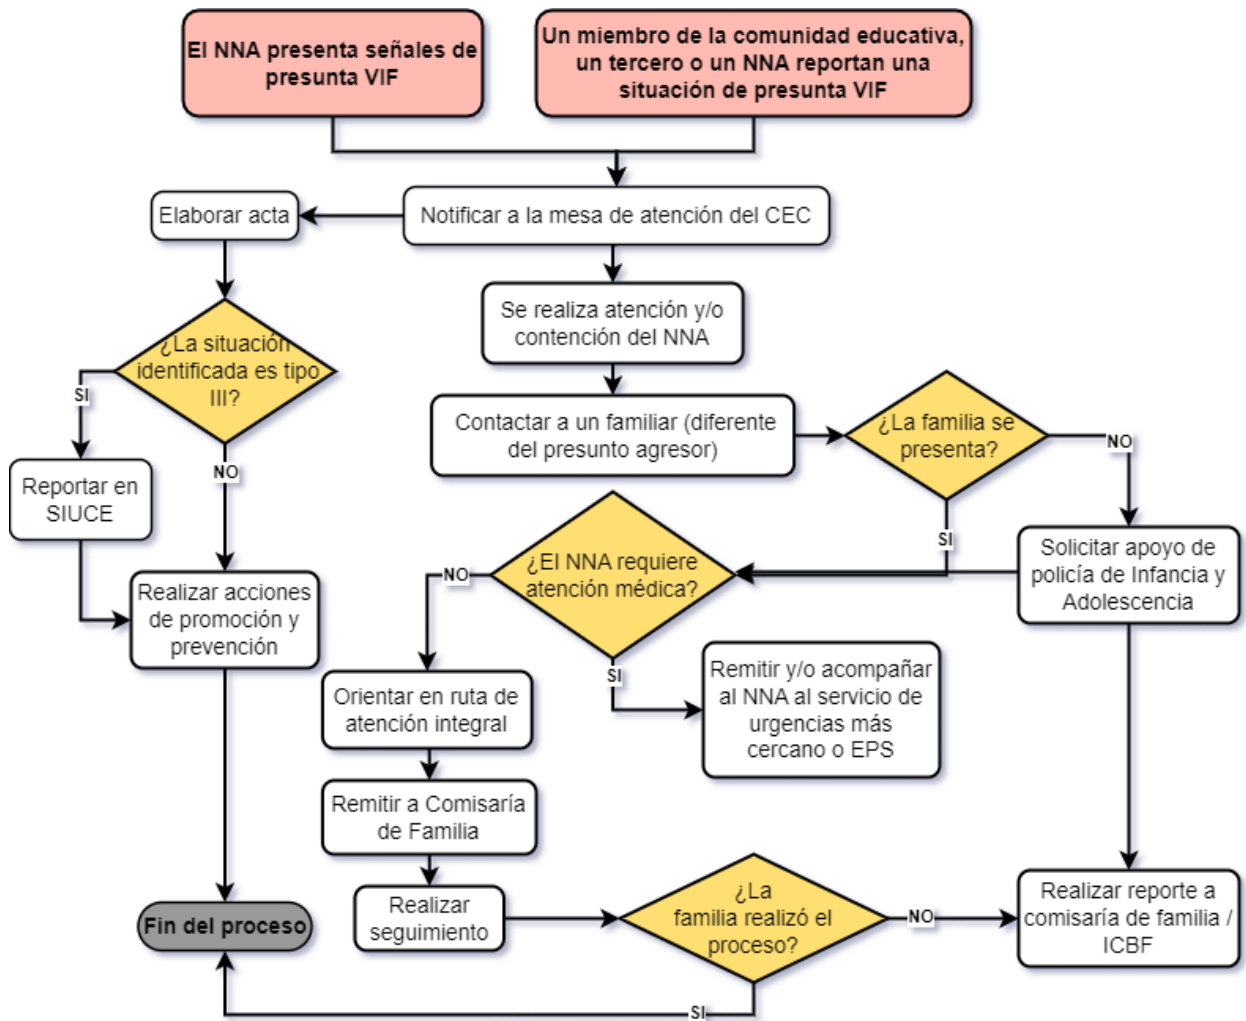 El NNA presenta señales de
presunta VIF
Un miembro de la comunidad educativa,
un tercero o un NNA reportan una
situación de presunta VIF
Elaborar acta
Notificar a la mesa de atención del CEC
Se realiza atención y/o
contención del NNA
¿La situación
identificada es tipo
III?
SI
NO
Contactar a un familiar (diferente
del presunto agresor)
¿La familia se
presenta?
NO
SI
Reportar en
SIUCE
¿El NNA requiere
atención médica?
NO
SI
Solicitar apoyo de
policía de Infancia y
Adolescencia
Realizar acciones
de promoción y
prevención
Orientar en ruta de
atención integral
Remitir y/o acompañar
al NNA al servicio de
urgencias más
cercano o EPS
Remitir a Comisaría
de Familia
Realizar
seguimiento
¿La
familia realizó el
proceso?
NO
SI
Realizar reporte a
comisaría de familia /
ICBF
Fin del proceso